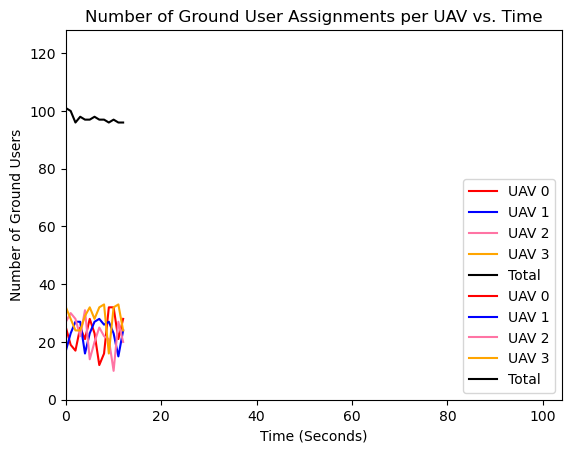 Number of Ground User Assignments per UAV vs. Time
120
100
80
60
40
20
0
Number of Ground Users
UAV 0
UAV 1
UAV 2
UAV 3
Total
UAV 0
UAV 1
UAV 2
UAV 3
Total
0 20 40 60 80 100
Time (Seconds)